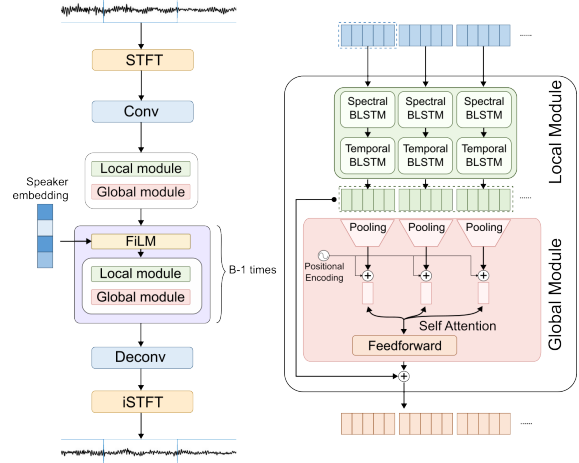 STFT
Conv
Local module
Global module
Speaker
embedding
FiLM
Local module
Global module
B-1 times
Deconv
iSTFT
......
Spectral
BLSTM
Spectral
BLSTM
Spectral
BLSTM
Temporal
BLSTM
Temporal
BLSTM
Temporal
BLSTM
Local Module
......
Pooling
Pooling
Pooling
Positional
Encoding
Self Attention
Feedforward
Global Module
......